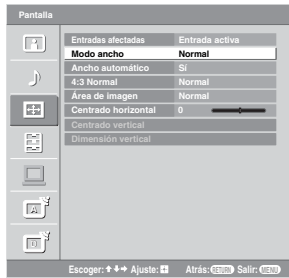 Pantalla
Entradas afectadas Entrada activa
Modo ancho Normal
Ancho automático Sí
4:3 Normal Normal
Área de imagen Normal
Centrado horizontal 0
Centrado vertical
Dimensión vertical
A
D
Escoger: Ajuste: Atrás: RETURN Salir: MENU